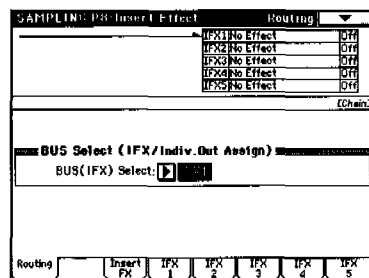 SAMPLING P8:Insert Effect Routing
IFX1 No Effect Off
IFX2 No Effect Off
IFX3 No Effect Off
IFX4 No Effect Off
IFX5 No Effect Off
[Chain]
BUS Select (IFX/Indiv.Out Assign)
BUS(IFX) Select:
Routing Insert FX IFX 1 IFX 2 IFX 3 IFX 4 IFX 5